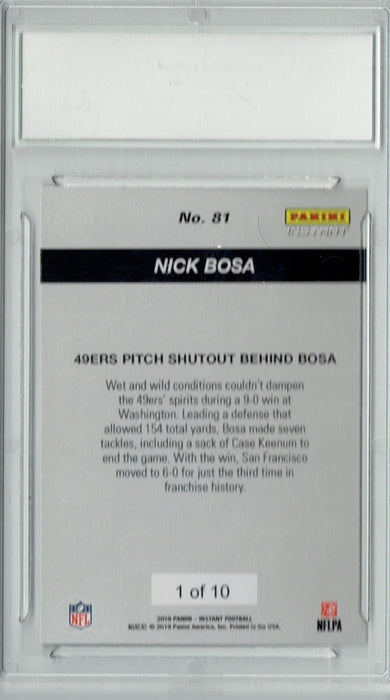 No. 81
PANINI
INSTANT
NICK BOSA
49ERS PITCH SHUTOUT BEHIND BOSA
Wet and wild conditions couldn't dampen
the 49ers' spirits during a 9-0 win at
Washington. Leading a defense that
allowed 154 total yards, Bosa made seven
tackles, including a sack of Case Keenum to
end the game. With the win, San Francisco
moved to 6-0 for just the third time in
franchise history.
1 of 10
NFL
2019 PANINI – INSTANT FOOTBALL
© 2019 Panini America, Inc. Printed in the USA.
NFLPA